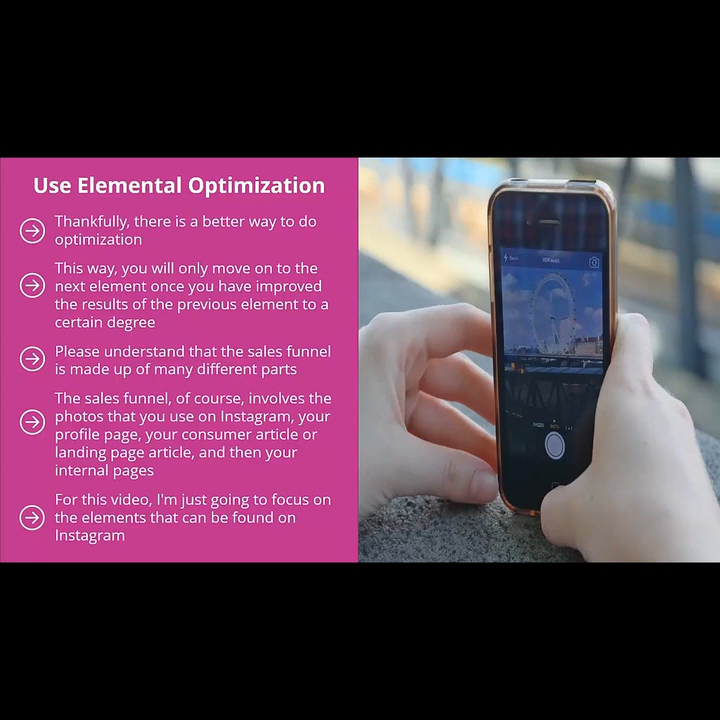 Use Elemental Optimization
Thankfully, there is a better way to do
optimization
This way, you will only move on to the
next element once you have improved
the results of the previous element to a
certain degree
Please understand that the sales funnel
is made up of many different parts
The sales funnel, of course, involves the
photos that you use on Instagram, your
profile page, your consumer article or
landing page article, and then your
internal pages
For this video, I'm just going to focus on
the elements that can be found on
Instagram